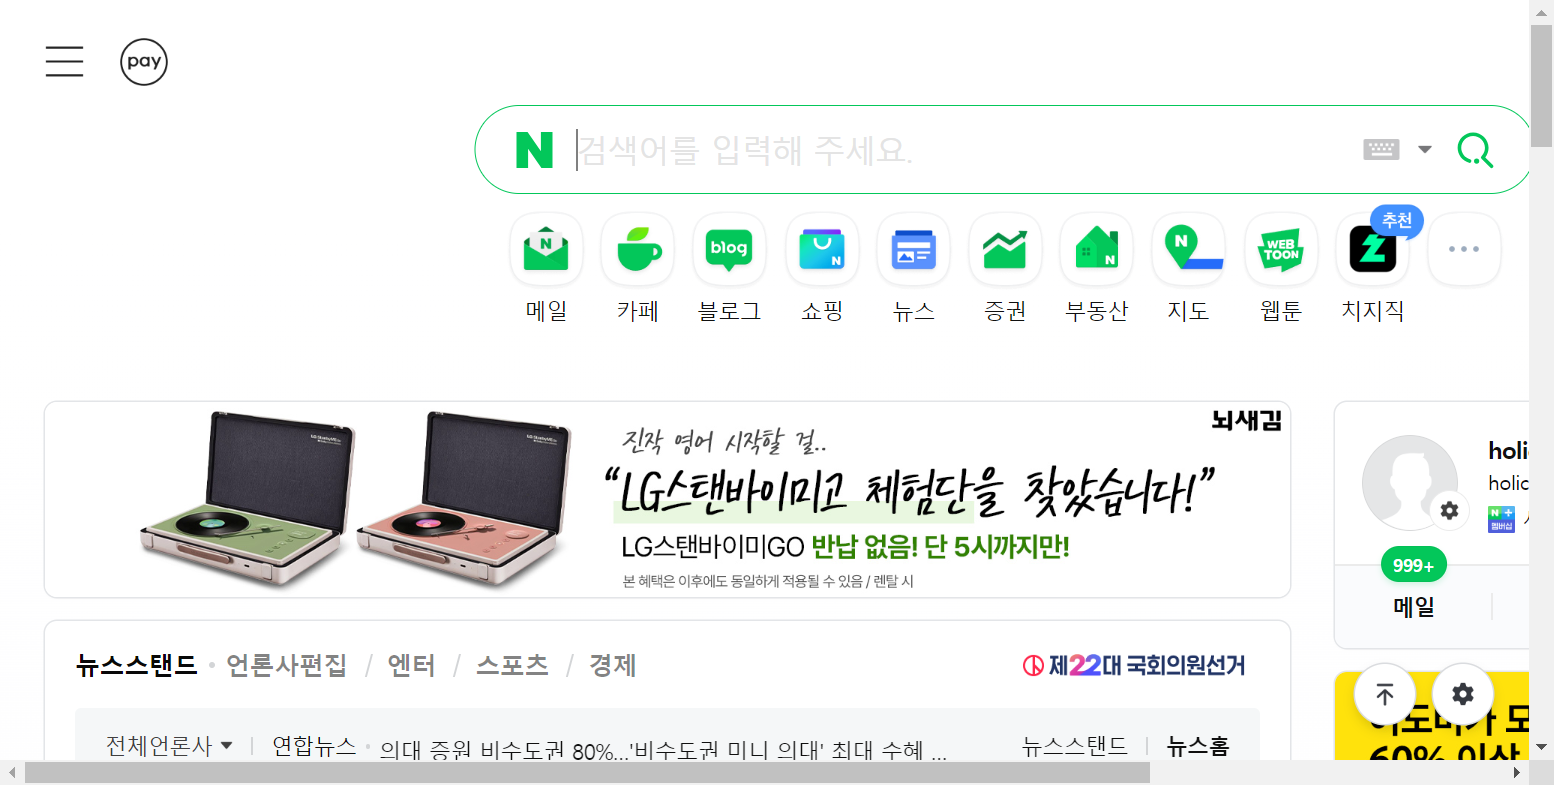 pay
N 검색어를 입력해 주세요.
N
blog
N
N
N
WEB
TOON
추천
메일 카페 블로그 쇼핑 뉴스 증권 부동산 지도 웹툰 치지직
뇌새김
진작 영어 시작할 걸..
“LG스탠바이미고 체험단을 찾았습니다!”
LG스탠바이미GO 반납 없음! 단 5시까지만!
본 혜택은 이후에도 동일하게 적용될 수 있음 / 렌탈 시
holi
holic
N+
멤버십
999+
메일
뉴스스탠드 • 언론사편집 / 엔터 / 스포츠 / 경제
제22대 국회의원선거
전체언론사 연합뉴스 의대 증원 비수도권 80%...'비수도권 미니 의대' 최대 수혜 ...
뉴스스탠드 뉴스홈
60% 이상